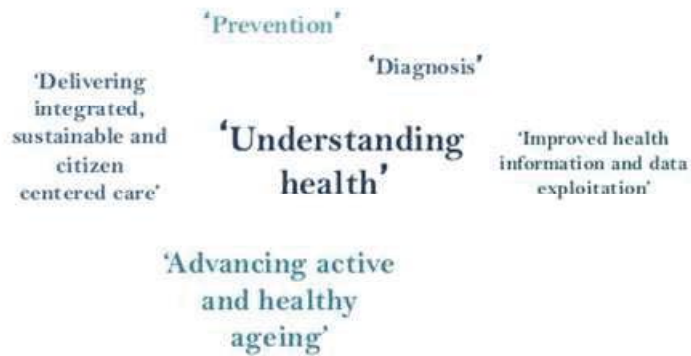 ‘Prevention’
‘Diagnosis’
‘Delivering
integrated,
sustainable and
citizen
centered care’
‘Understanding
health’
‘Improved health
information and data
exploitation’
‘Advancing active
and healthy
ageing’